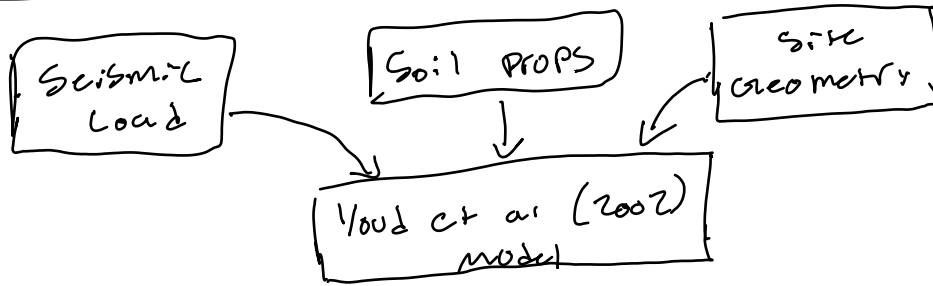 Seismic
Load
Soil props
Site
Geometry
Youd et al (2002)
model